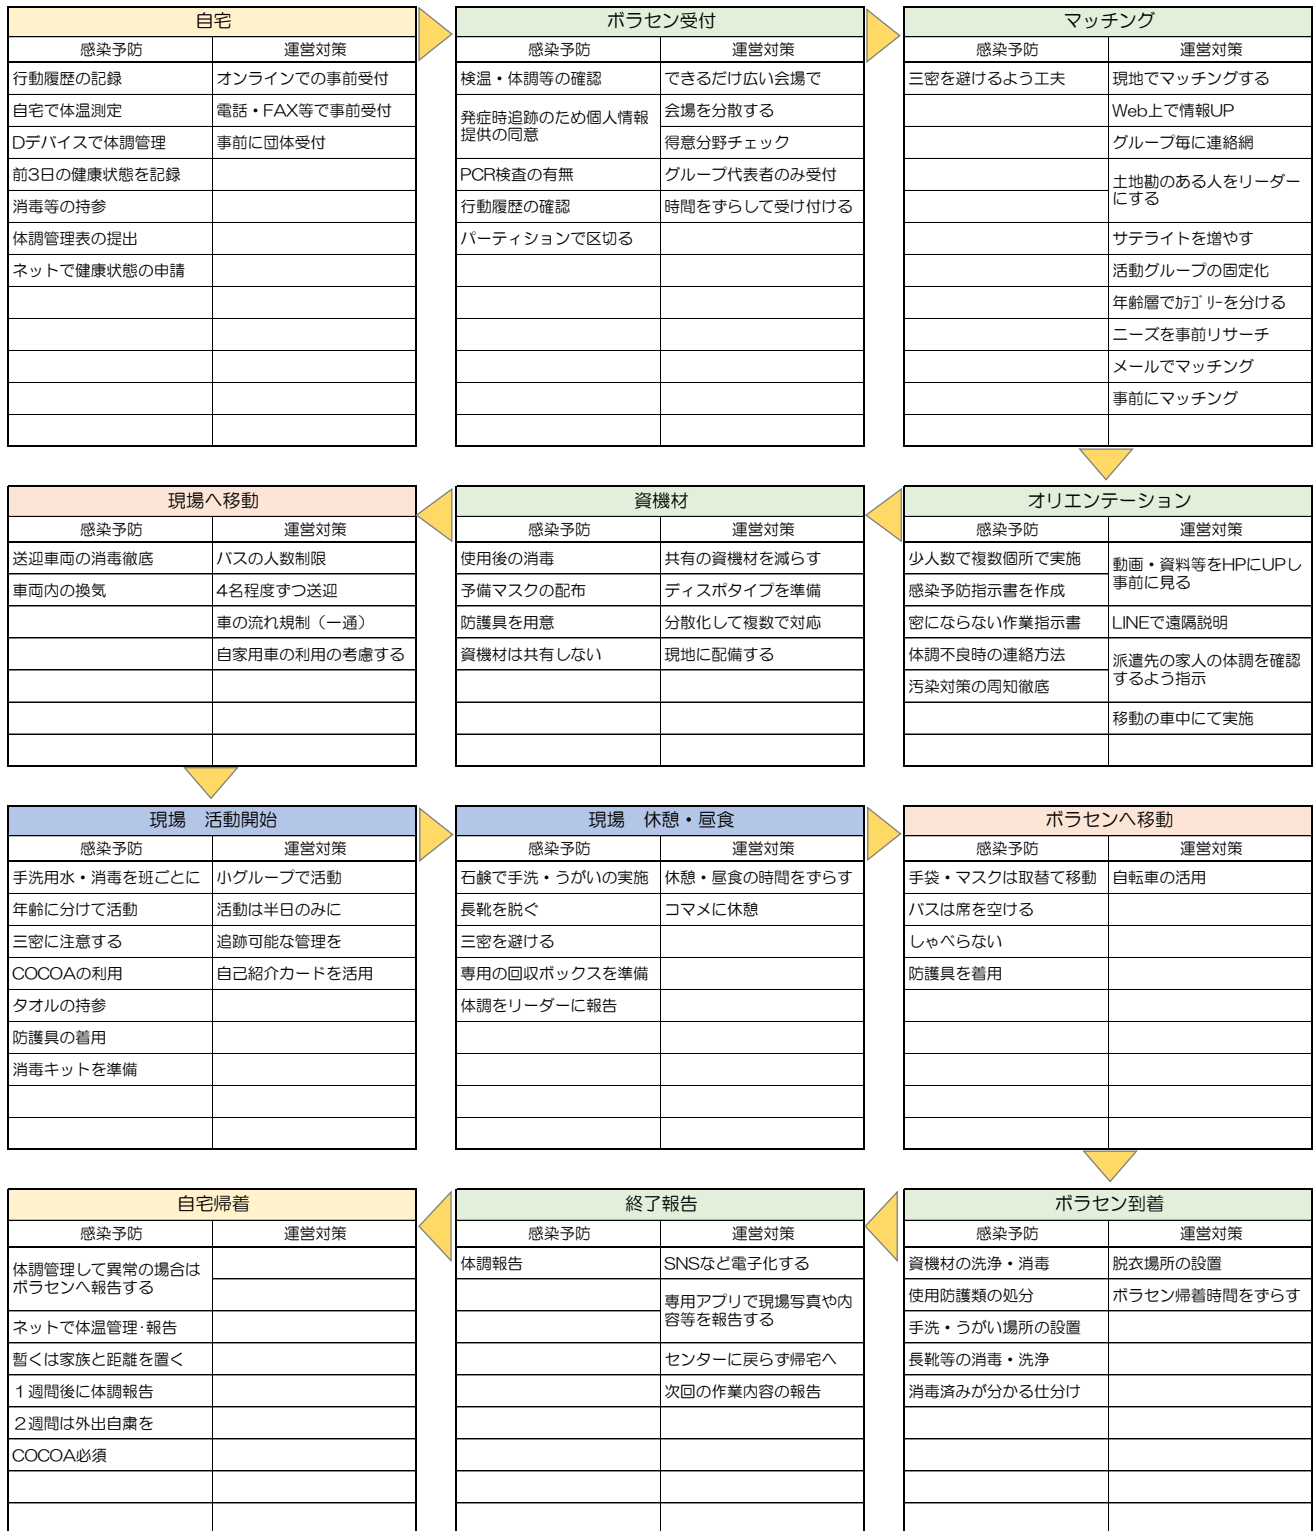 自宅
感染予防 運営対策
行動履歴の記録 オンラインでの事前受付
自宅で体温測定 電話・FAX等で事前受付
Dデバイスで体調管理 事前に団体受付
前3日の健康状態を記録
消毒等の持参
体調管理表の提出
ネットで健康状態の申請
ボラセン受付
感染予防 運営対策
検温・体調等の確認 できるだけ広い会場で
発症時追跡のため個人情報
提供の同意
会場を分散する
得意分野チェック
PCR検査の有無 グループ代表者のみ受付
行動履歴の確認 時間をずらして受け付ける
パーティションで区切る
マッチング
感染予防 運営対策
三密を避けるよう工夫 現地でマッチングする
Web上で情報UP
グループ毎に連絡網
土地勘のある人をリーダー
にする
サテライトを増やす
活動グループの固定化
年齢層でｶﾃｺﾞﾘｰを分ける
ニーズを事前リサーチ
メールでマッチング
事前にマッチング
オリエンテーション
感染予防 運営対策
少人数で複数個所で実施
感染予防指示書を作成
動画・資料等をHPにUPし
事前に見る
密にならない作業指示書 LINEで遠隔説明
体調不良時の連絡方法
汚染対策の周知徹底
派遣先の家人の体調を確認
するよう指示
移動の車中にて実施
資機材
感染予防 運営対策
使用後の消毒 共有の資機材を減らす
予備マスクの配布 ディスポタイプを準備
防護具を用意 分散化して複数で対応
資機材は共有しない 現地に配備する
現場へ移動
感染予防 運営対策
送迎車両の消毒徹底 バスの人数制限
車両内の換気 4名程度ずつ送迎
車の流れ規制（一通）
自家用車の利用の考慮する
現場　活動開始
感染予防 運営対策
手洗用水・消毒を班ごとに 小グループで活動
年齢に分けて活動 活動は半日のみに
三密に注意する 追跡可能な管理を
COCOAの利用 自己紹介カードを活用
タオルの持参
防護具の着用
消毒キットを準備
現場　休憩・昼食
感染予防 運営対策
石鹸で手洗・うがいの実施 休憩・昼食の時間をずらす
長靴を脱ぐ コマメに休憩
三密を避ける
専用の回収ボックスを準備
体調をリーダーに報告
ボラセンへ移動
感染予防 運営対策
手袋・マスクは取替て移動 自転車の活用
バスは席を空ける
しゃべらない
防護具を着用
ボラセン到着
感染予防 運営対策
資機材の洗浄・消毒 脱衣場所の設置
使用防護類の処分 ボラセン帰着時間をずらす
手洗・うがい場所の設置
長靴等の消毒・洗浄
消毒済みが分かる仕分け
終了報告
感染予防 運営対策
体調報告 SNSなど電子化する
専用アプリで現場写真や内
容等を報告する
センターに戻らず帰宅へ
次回の作業内容の報告
自宅帰着
感染予防 運営対策
体調管理して異常の場合は
ボラセンへ報告する
ネットで体温管理･報告
暫くは家族と距離を置く
１週間後に体調報告
２週間は外出自粛を
COCOA必須